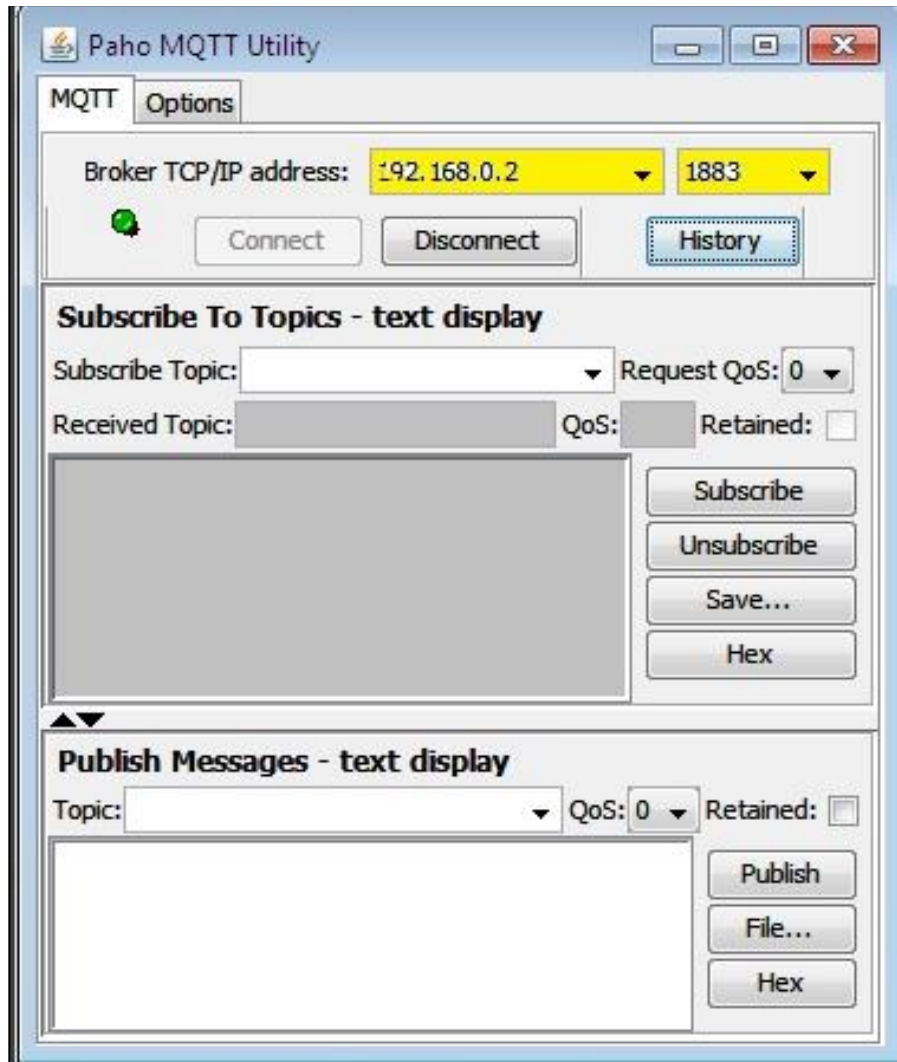 Paho MQTT Utility
MQTT Options
Broker TCP/IP address: 192.168.0.2 1883
Connect Disconnect History
Subscribe To Topics - text display
Subscribe Topic: Request QoS: 0
Received Topic: QoS: Retained:
Subscribe
Unsubscribe
Save...
Hex
Publish Messages - text display
Topic: QoS: 0 Retained:
Publish
File...
Hex